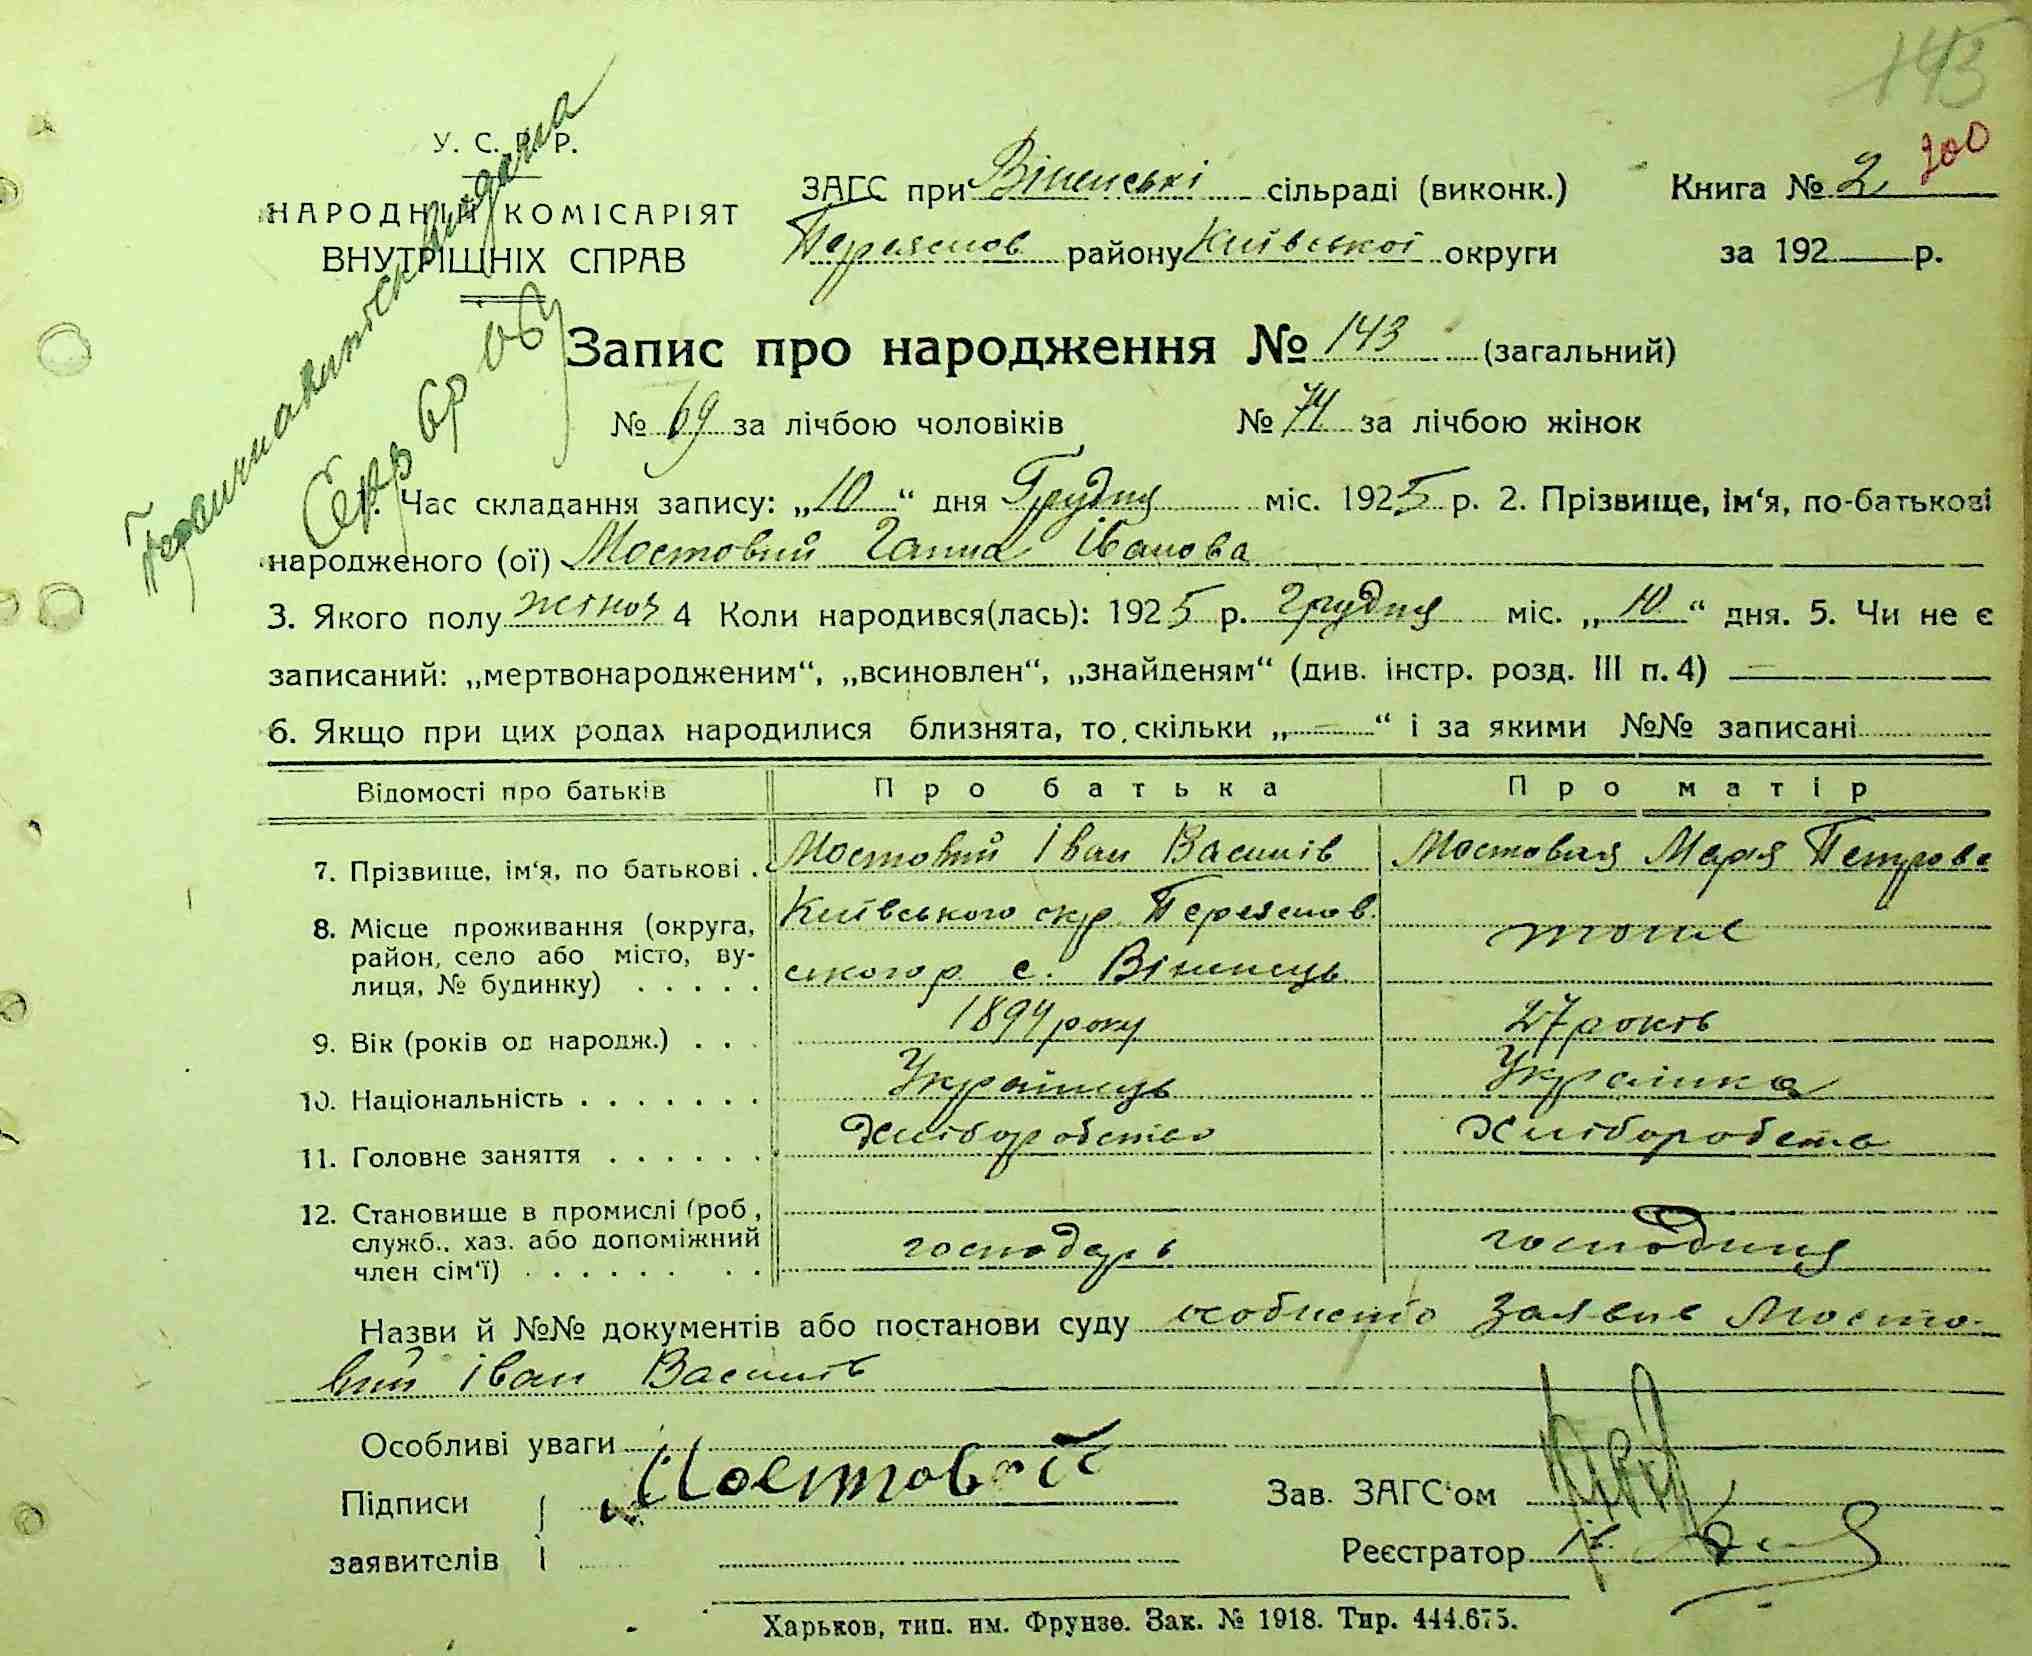 143
200
У. С. Р. Р.
НАРОДНІЙ КОМІСАРІЯТ
ВНУТРІШНІХ СПРАВ
ЗАГС при Віненські сільраді (виконк.) Книга № 2
Переяслов району Київської округи за 192 р.
Запис про народження № 143 (загальний)
№ 69 за лічбою чоловіків № 74 за лічбою жінок
1. Час складання запису: „10“ дня Грудня міс. 1925 р. 2. Прізвище, ім'я, по-батькові
народженого (ої) Мостовий Ганна Іванова
3. Якого полу жіноч 4 Коли народився(лась): 1925 р. Грудня міс. „10“ дня. 5. Чи не є
записаний: „мертвонародженим“, „всиновлен“, „знайденям“ (див. інстр. розд. III п. 4) —
6. Якщо при цих родах народилися близнята, то скільки „—“ і за якими №№ записані
Відомості про батьків Про батька Про матір
7. Прізвище, ім'я, по батькові . Мостовий Іван Василів Мостовая Марія Петрова
8. Місце проживання (округа, район, село або місто, вулиця, № будинку) . . . . . Київського окр. Переяслов.
ського р с. Вінинець тоже
9. Вік (років од народж.) . . . 1894 року 27 років
10. Національність . . . . . . . Українець Українка
11. Головне заняття . . . . . . Хліборобство Хліборобств
12. Становище в промислі (роб., служб., хаз. або допоміжний член сім'ї) . . . . . . . . господарь господиня
Назви й №№ документів або постанови суду особисто заявив Мосто-
вий Іван Василів
Особливі уваги
Підписи Мостовий Зав. ЗАГС'ом
заявителів Реєстратор
Харьков, тип. им. Фрунзе. Зак. № 1918. Тир. 444.675.